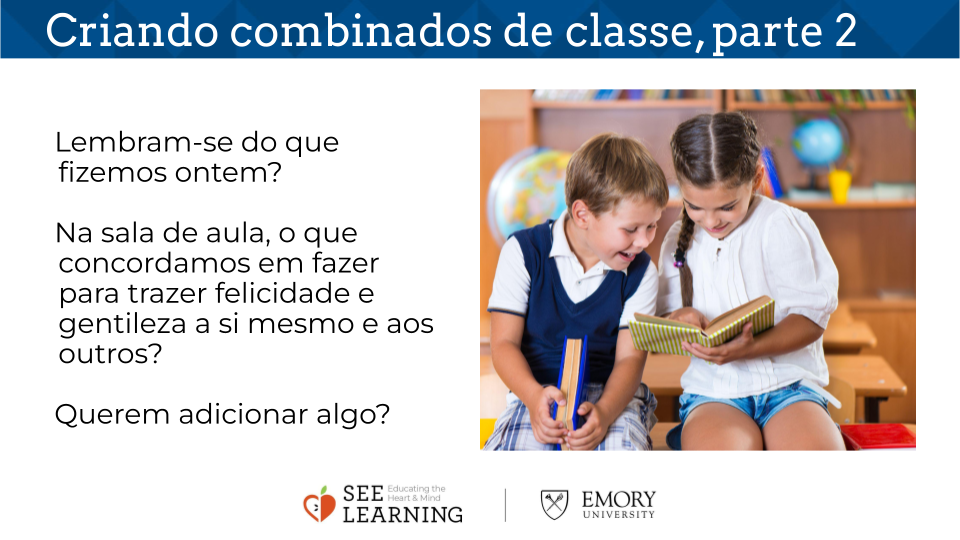 Criando combinados de classe, parte 2
Lembram-se do que
fizemos ontem?
Na sala de aula, o que
concordamos em fazer
para trazer felicidade e
gentileza a si mesmo e aos
outros?
Querem adicionar algo?
SEE Educating the
Heart & Mind
LEARNING
EMORY
UNIVERSITY